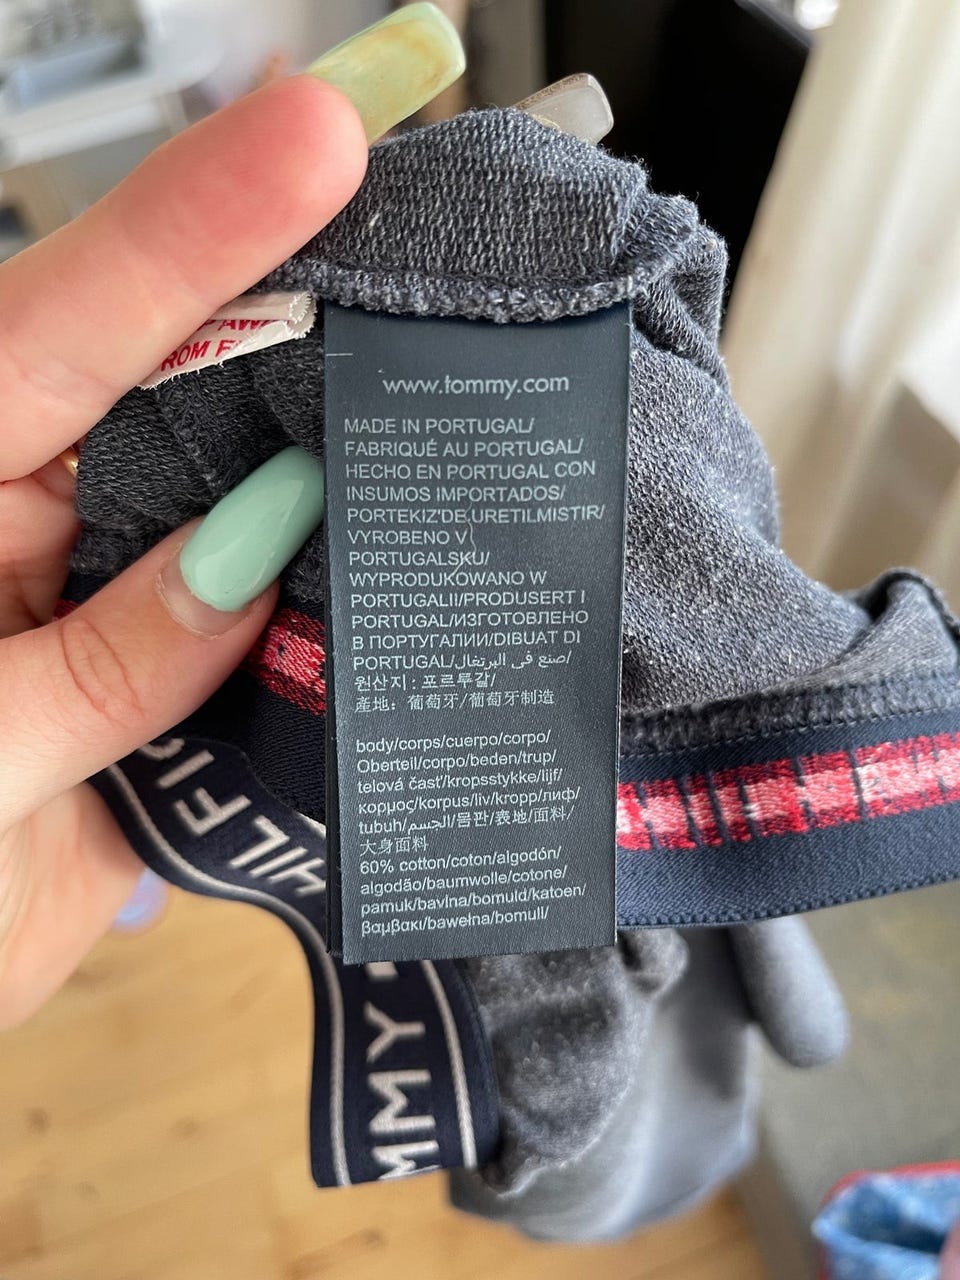 AW
ROM F
www.tommy.com
MADE IN PORTUGAL/
FABRIQUÉ AU PORTUGAL/
HECHO EN PORTUGAL CON
INSUMOS IMPORTADOS/
PORTEKIZ'DE URETILMISTIR/
VYROBENO V
PORTUGALSKU/
WYPRODUKOWANO W
PORTUGALII/PRODUSERT I
PORTUGAL/ИЗГОТОВЛЕНО
В ПОРТУГАЛИИ/DIBUAT DI
PORTUGAL/صنع في البرتغال/
원산지 : 포르투갈/
產地: 葡萄牙/葡萄牙制造
body/corps/cuerpo/corpo/
Oberteil/corpo/beden/trup/
telová časť/kropsstykke/lijf/
κορμος/korpus/liv/kropp/лиф/
tubuh/الجسم/몸판/表地/面料/
大身面料
60% cotton/coton/algodón/
algodão/baumwolle/cotone/
pamuk/bavlna/bomuld/katoen/
βαμβακι/bawełna/bomull/
HILFIG
MMY